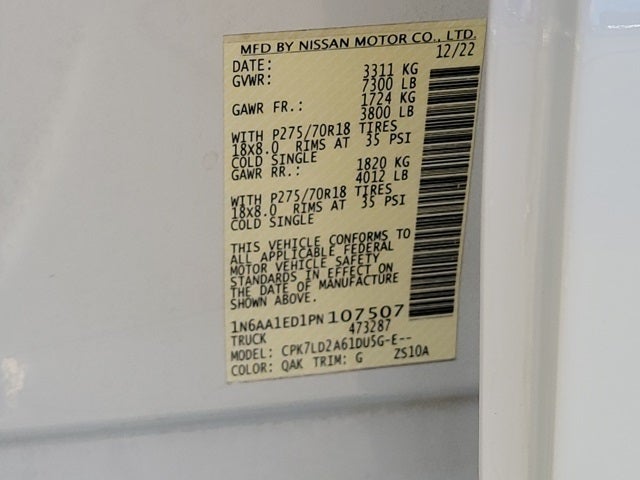 MFD BY NISSAN MOTOR CO., LTD.
DATE: 12/22
GVWR: 3311 KG
7300 LB
GAWR FR.: 1724 KG
3800 LB
WITH P275/70R18 TIRES
18X8.0 RIMS AT 35 PSI
COLD SINGLE
GAWR RR.: 1820 KG
4012 LB
WITH P275/70R18 TIRES
18X8.0 RIMS AT 35 PSI
COLD SINGLE
THIS VEHICLE CONFORMS TO
ALL APPLICABLE FEDERAL
MOTOR VEHICLE SAFETY
STANDARDS IN EFFECT ON
THE DATE OF MANUFACTURE
SHOWN ABOVE.
1N6AA1ED1PN107507
TRUCK 473287
MODEL: CPK7LD2A61DU5G-E--
COLOR: QAK TRIM: G ZS10A